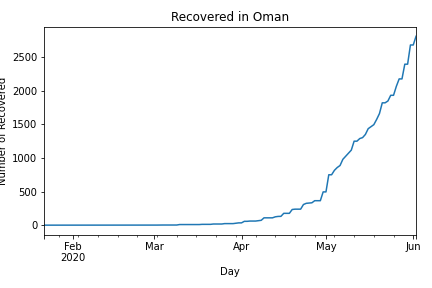 Recovered in Oman
Number of Recovered
2500
2000
1500
1000
500
0
Feb
2020
Mar
Apr
May
Jun
Day